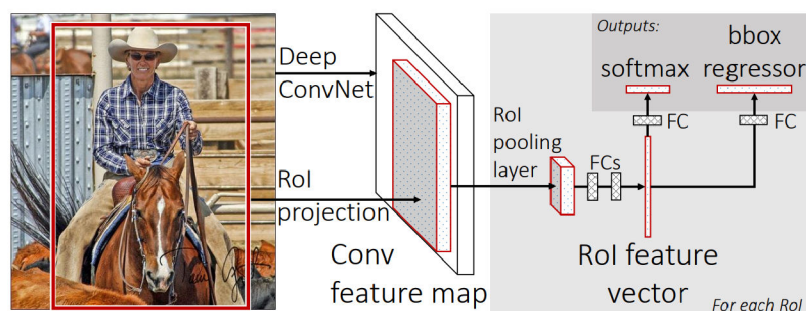 Deep
ConvNet
RoI
projection
Conv
feature map
RoI
pooling
layer
FCs
RoI feature
vector
For each RoI
Outputs:
softmax
bbox
regressor
FC
FC